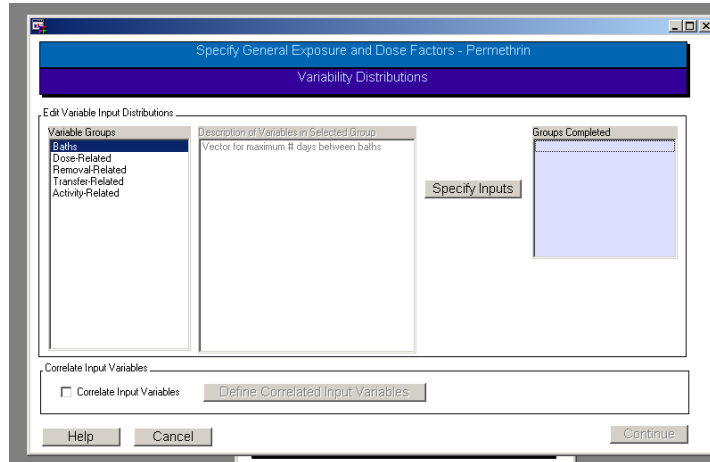 Specify General Exposure and Dose Factors - Permethrin
Variability Distributions
Edit Variable Input Distributions
Variable Groups
Baths
Dose-Related
Removal-Related
Transfer-Related
Activity-Related
Description of Variables in Selected Group
Vector for maximum # days between baths
Specify Inputs
Groups Completed
Correlate Input Variables
Correlate Input Variables
Define Correlated Input Variables
Help
Cancel
Continue